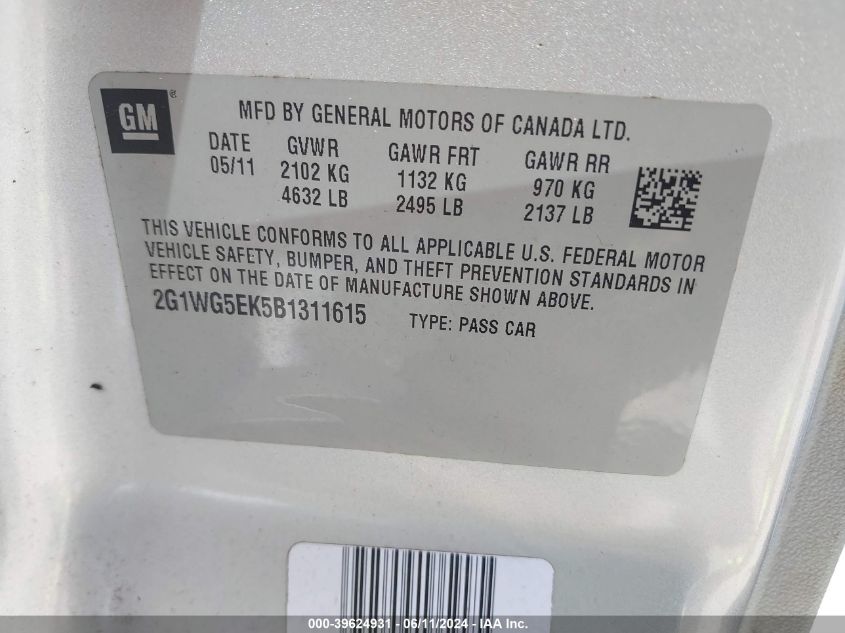 GM ®
MFD BY GENERAL MOTORS OF CANADA LTD.
DATE GVWR GAWR FRT GAWR RR
05/11 2102 KG 1132 KG 970 KG
4632 LB 2495 LB 2137 LB
THIS VEHICLE CONFORMS TO ALL APPLICABLE U.S. FEDERAL MOTOR
VEHICLE SAFETY, BUMPER, AND THEFT PREVENTION STANDARDS IN
EFFECT ON THE DATE OF MANUFACTURE SHOWN ABOVE.
2G1WG5EK5B1311615 TYPE: PASS CAR
000-39624931 - 06/11/2024 - IAA Inc.